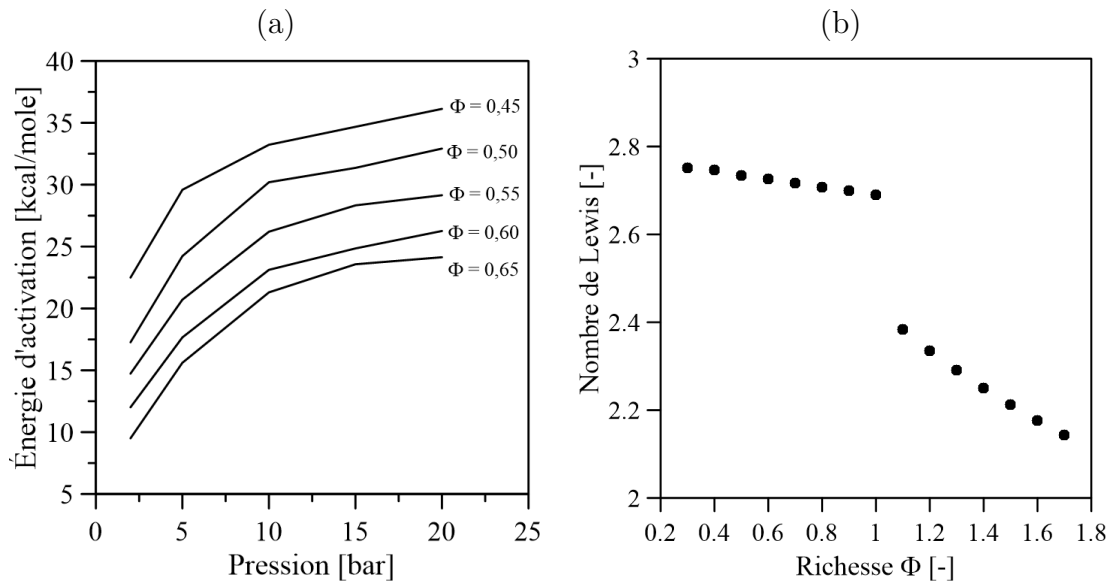 (a)
(b)
Énergie d'activation [kcal/mole]
40
35
30
25
20
15
10
5
0
5
10
15
20
25
Pression [bar]
Φ = 0,45
Φ = 0,50
Φ = 0,55
Φ = 0,60
Φ = 0,65
Nombre de Lewis [-]
3
2.8
2.6
2.4
2.2
2
0.2
0.4
0.6
0.8
1
1.2
1.4
1.6
1.8
Richesse Φ [-]